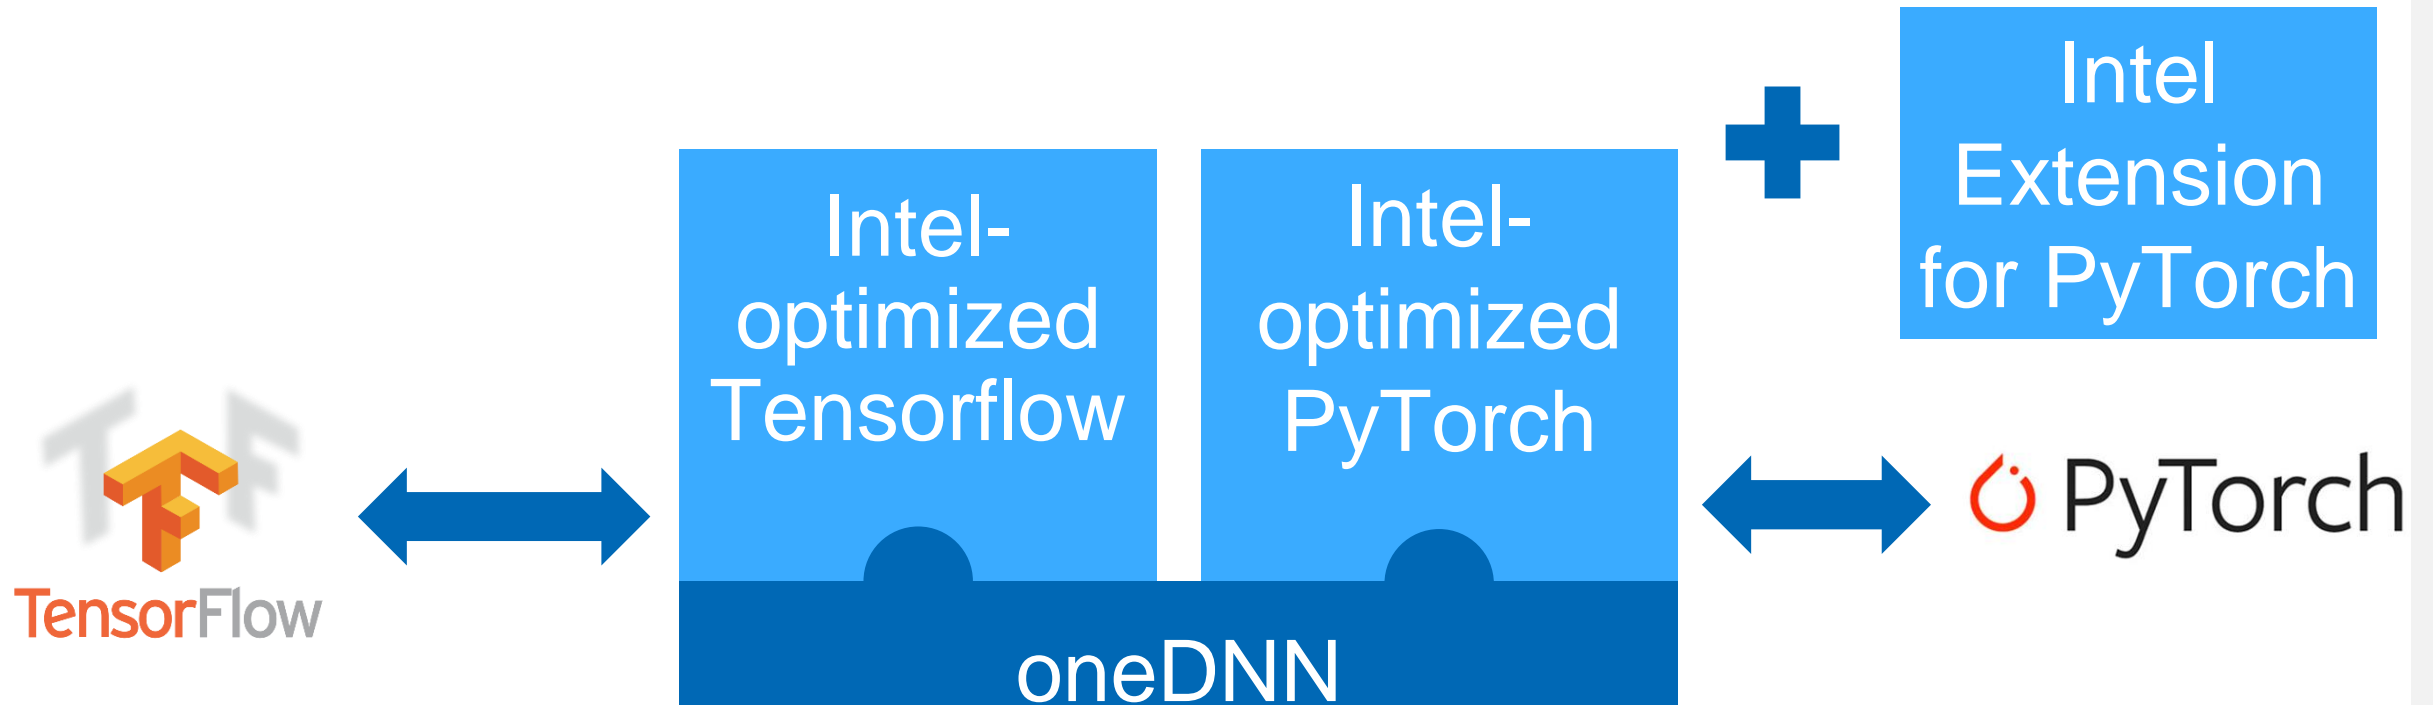 Intel-
optimized
Tensorflow
Intel-
optimized
PyTorch
Intel
Extension
for PyTorch
TensorFlow
PyTorch
oneDNN